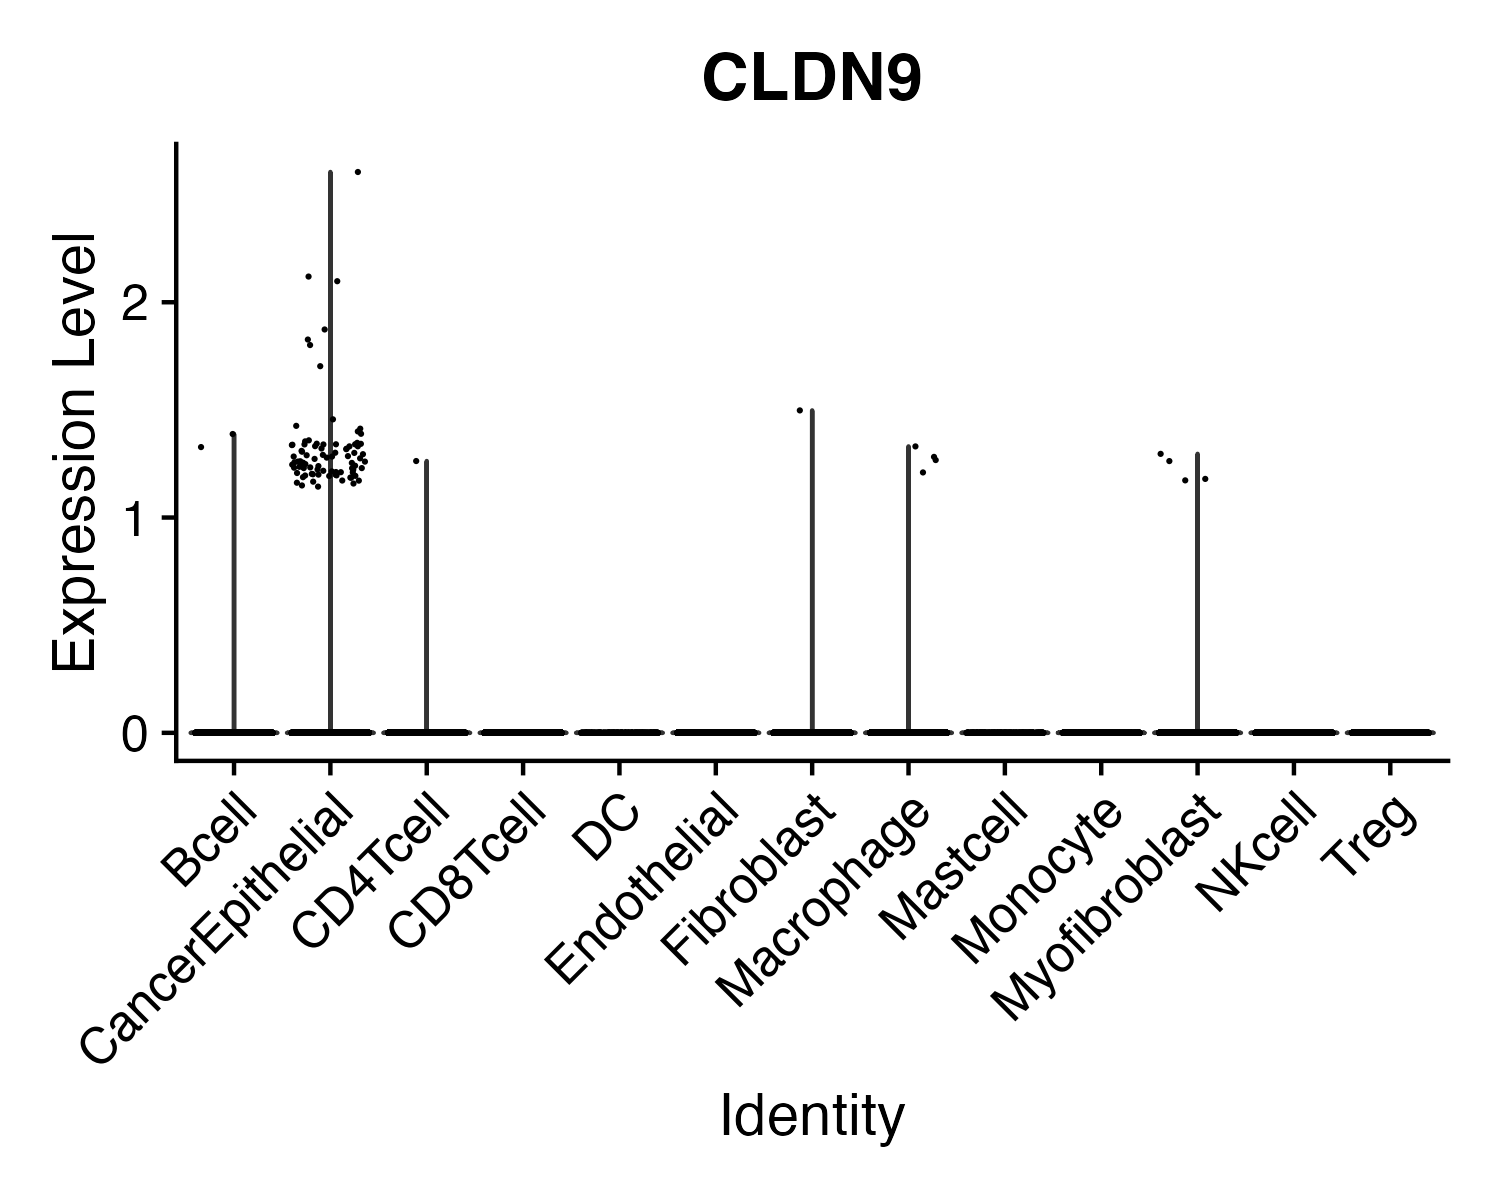 CLDN9
Expression Level
2
1
0
Bcell
CancerEpithelial
CD4Tcell
CD8Tcell
DC
Endothelial
Fibroblast
Macrophage
Mastcell
Monocyte
Myofibroblast
NKcell
Treg
Identity